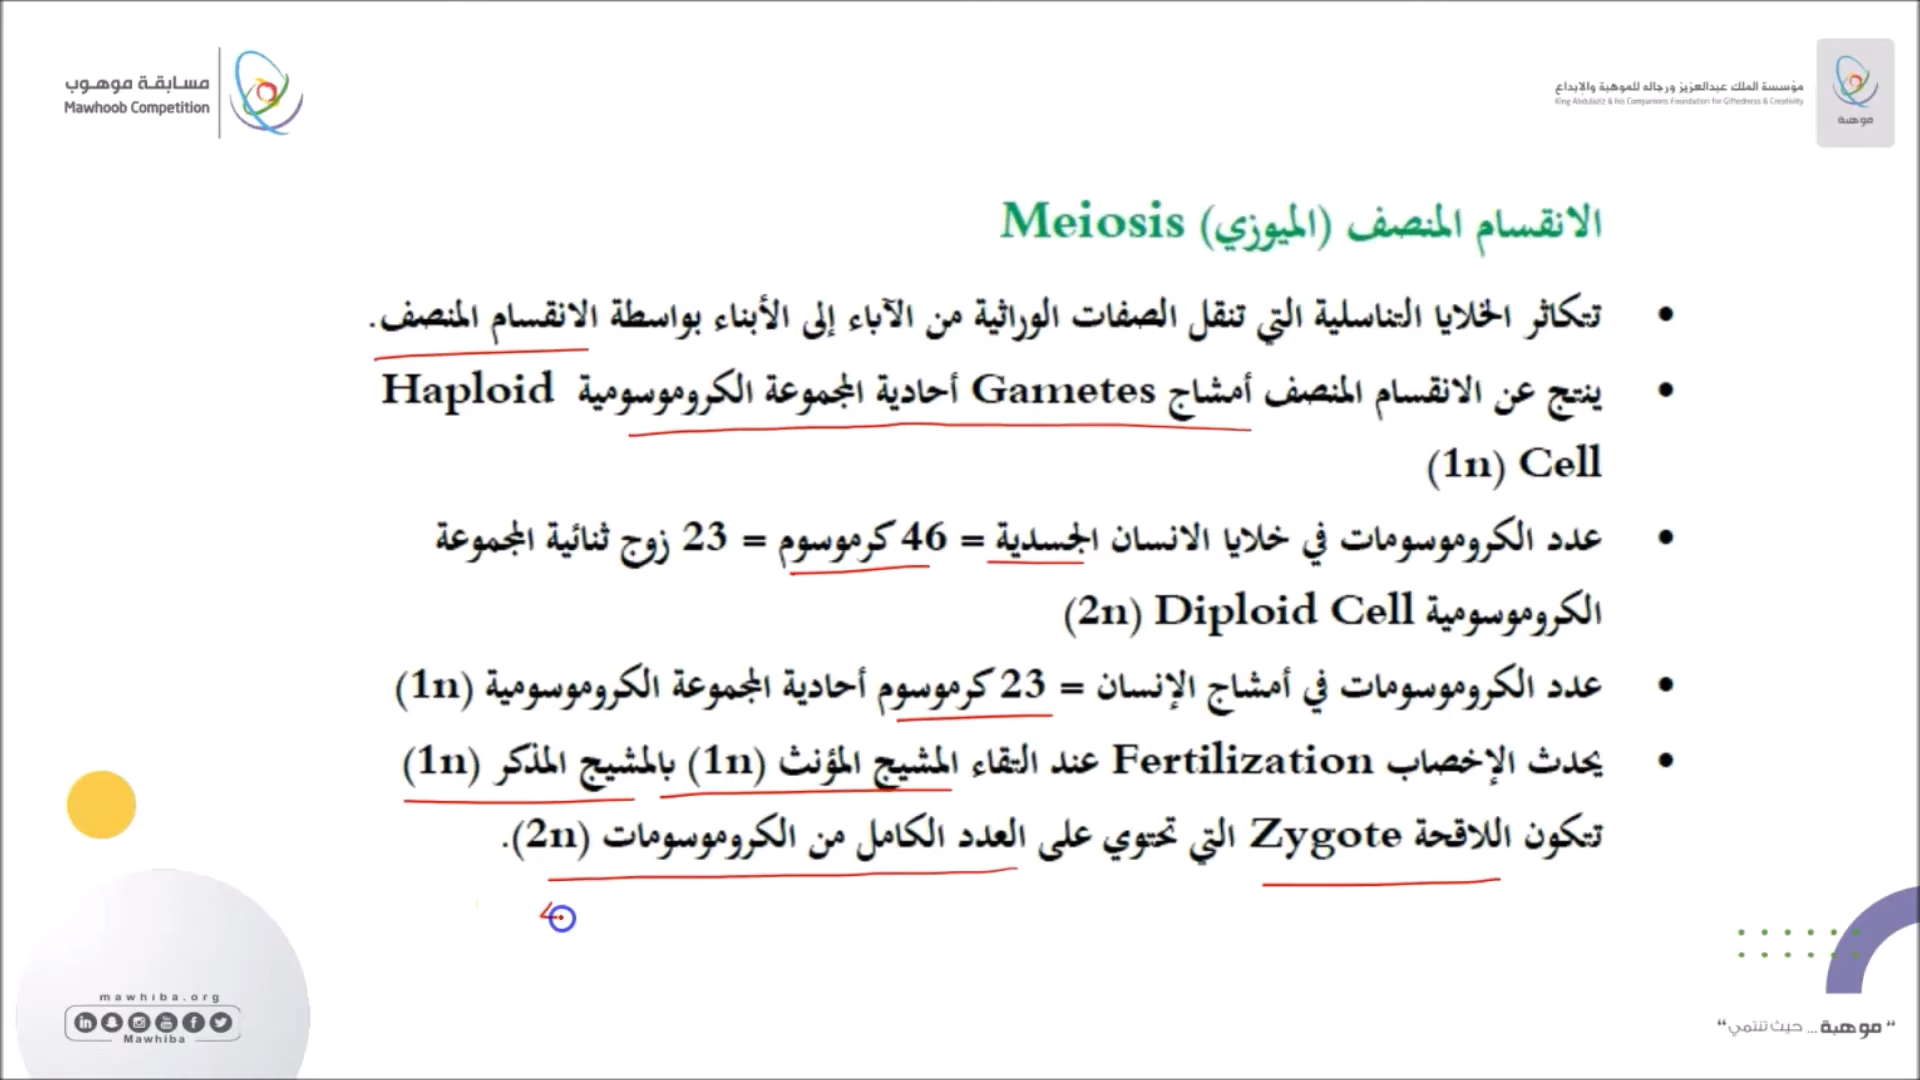 مسابقة موهوب
Mawhoob Competition
مؤسسة الملك عبدالعزيز ورجاله للموهبة والإبداع
King Abdulaziz & his Companions Foundation for Giftedness & Creativity
موهبة
الانقسام المنصف (الميوزي) Meiosis
• تتكاثر الخلايا التناسلية التي تنقل الصفات الوراثية من الآباء إلى الأبناء بواسطة الانقسام المنصف.
• ينتج عن الانقسام المنصف أمشاج Gametes أحادية المجموعة الكروموسومية Haploid
Cell (1n)
• عدد الكروموسومات في خلايا الانسان الجسدية = 46 كرموسوم = 23 زوج ثنائية المجموعة
الكروموسومية Diploid Cell (2n)
• عدد الكروموسومات في أمشاج الإنسان = 23 كرموسوم أحادية المجموعة الكروموسومية (1n)
• يحدث الإخصاب Fertilization عند التقاء المشيج المؤنث (1n) بالمشيج المذكر (1n)
تتكون اللاقحة Zygote التي تحتوي على العدد الكامل من الكروموسومات (2n).
mawhiba.org
Mawhiba
"موهبة ... حيث تنتمي"